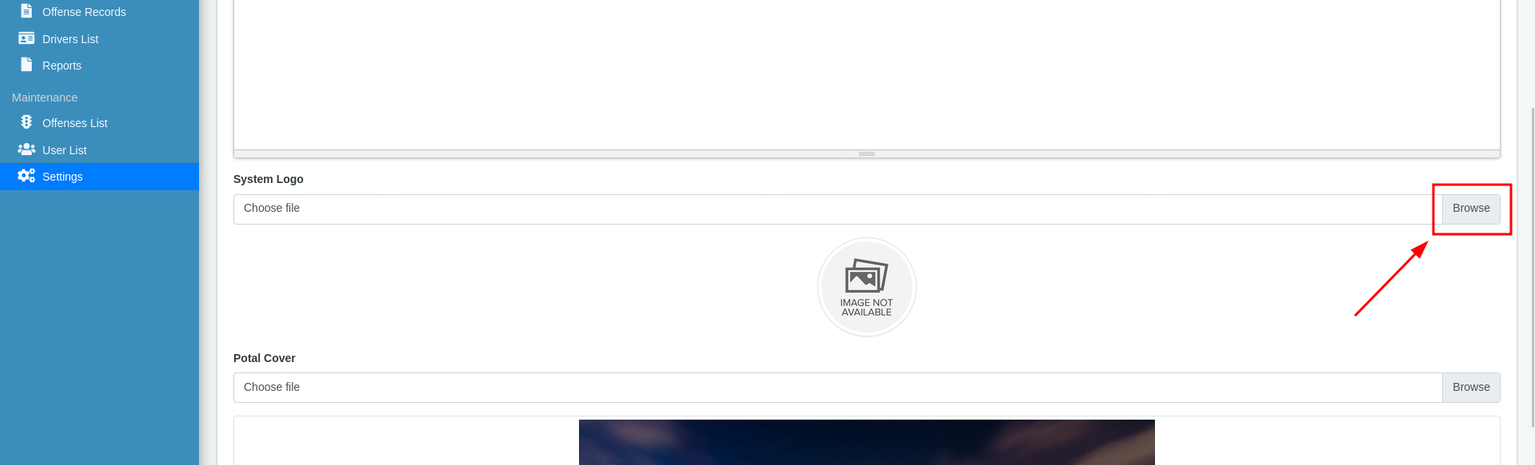 Offense Records
Drivers List
Reports
Maintenance
Offenses List
User List
Settings
System Logo
Choose file
Browse
IMAGE NOT
AVAILABLE
Potal Cover
Choose file
Browse